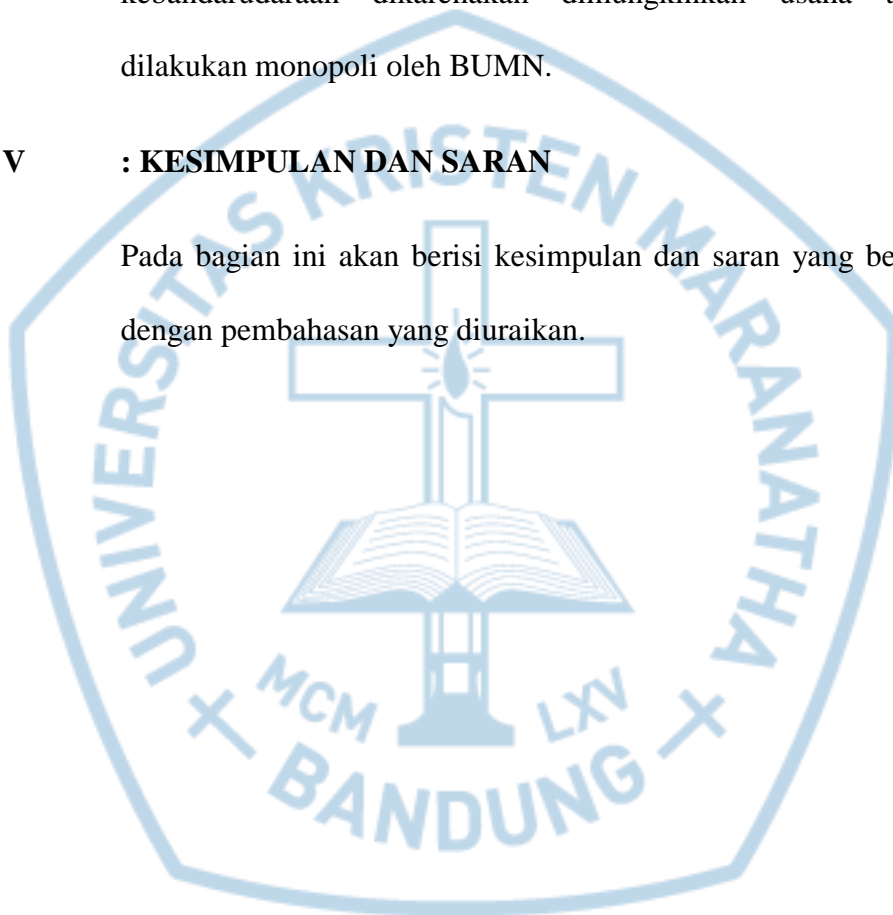 kebandarudaraan dikarenakan dimungkinkan usaha
dilakukan monopoli oleh BUMN.
V : KESIMPULAN DAN SARAN
Pada bagian ini akan berisi kesimpulan dan saran yang be
dengan pembahasan yang diuraikan.
UNIVERSITAS KRISTEN MARANATHA
MCM LXV
BANDUNG